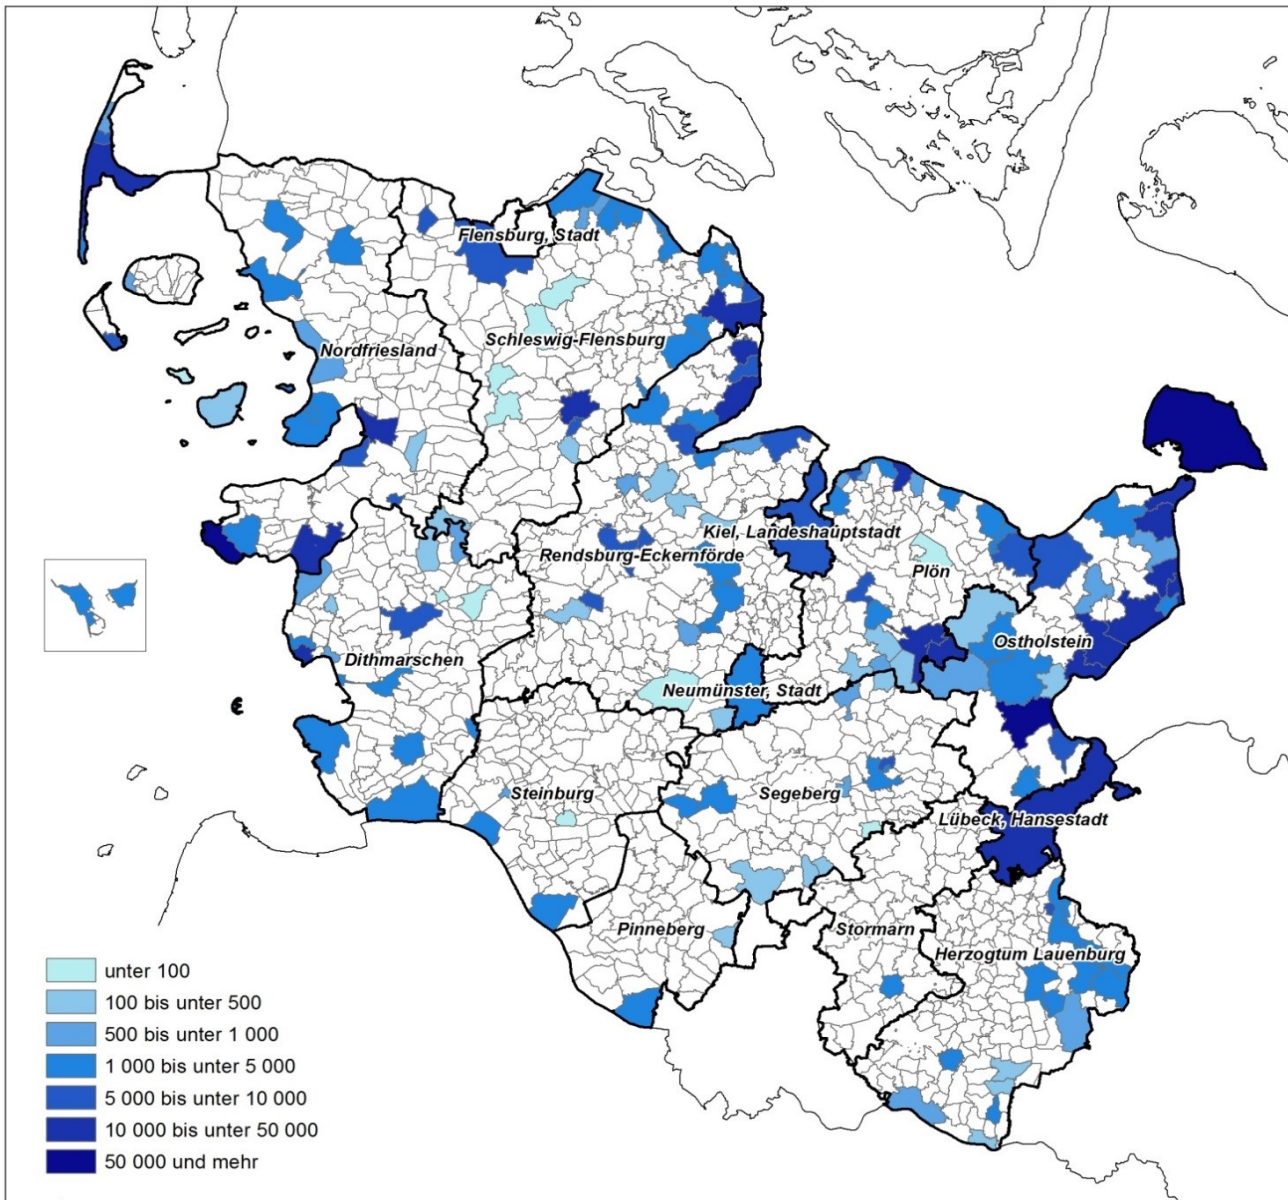 Flensburg, Stadt
Schleswig-Flensburg
Nordfriesland
Kiel, Landeshauptstadt
Rendsburg-Eckernförde
Plön
Ostholstein
Dithmarschen
Neumünster, Stadt
Steinburg
Segeberg
Lübeck, Hansestadt
Pinneberg
Stormarn
Herzogtum Lauenburg
unter 100
100 bis unter 500
500 bis unter 1 000
1 000 bis unter 5 000
5 000 bis unter 10 000
10 000 bis unter 50 000
50 000 und mehr